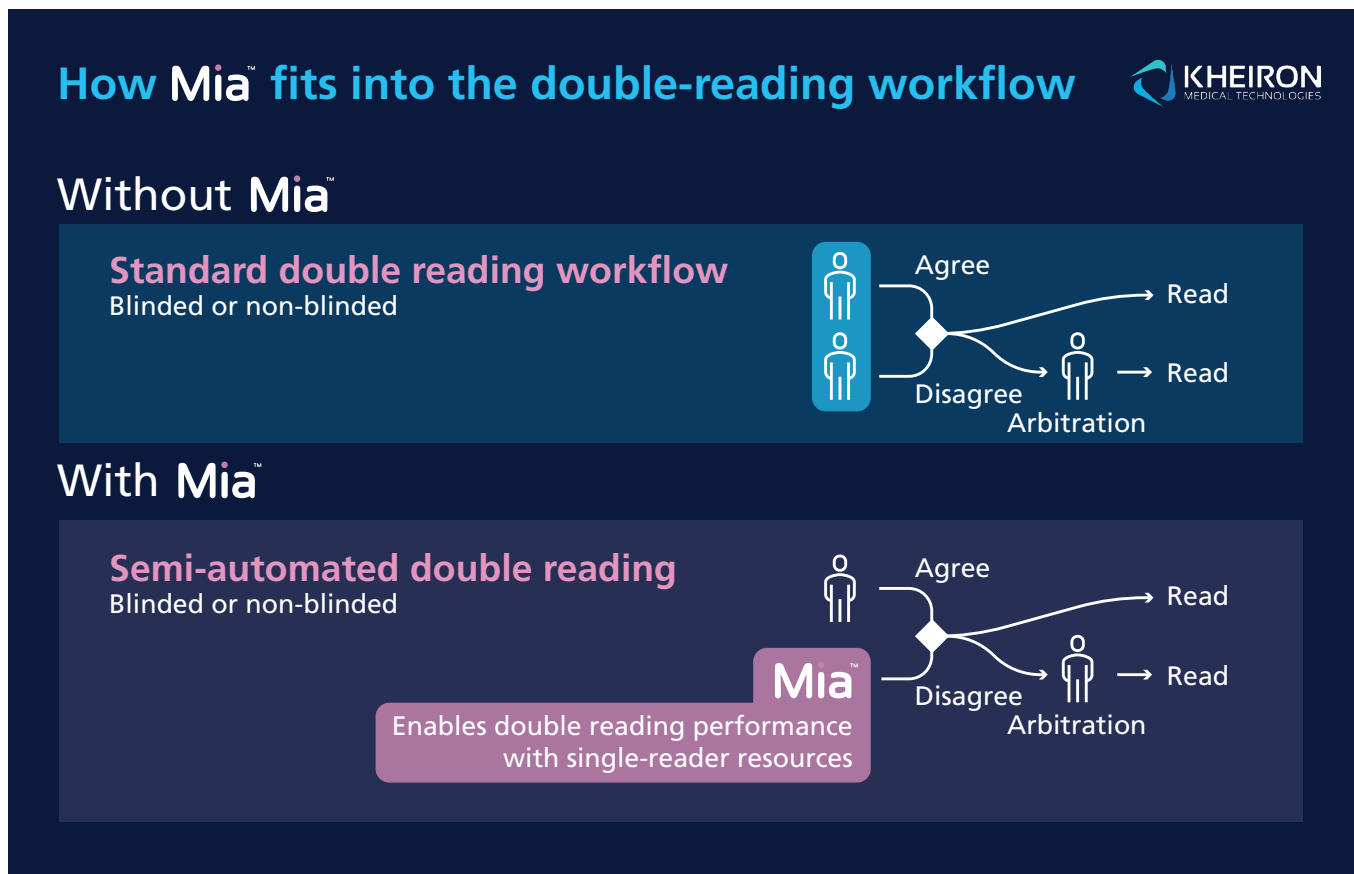 How Mia™ fits into the double-reading workflow
KHEIRON
MEDICAL TECHNOLOGIES
Without Mia™
Standard double reading workflow
Blinded or non-blinded
Agree
Read
Disagree
Read
Arbitration
With Mia™
Semi-automated double reading
Blinded or non-blinded
Agree
Read
Mia™
Disagree
Read
Arbitration
Enables double reading performance
with single-reader resources